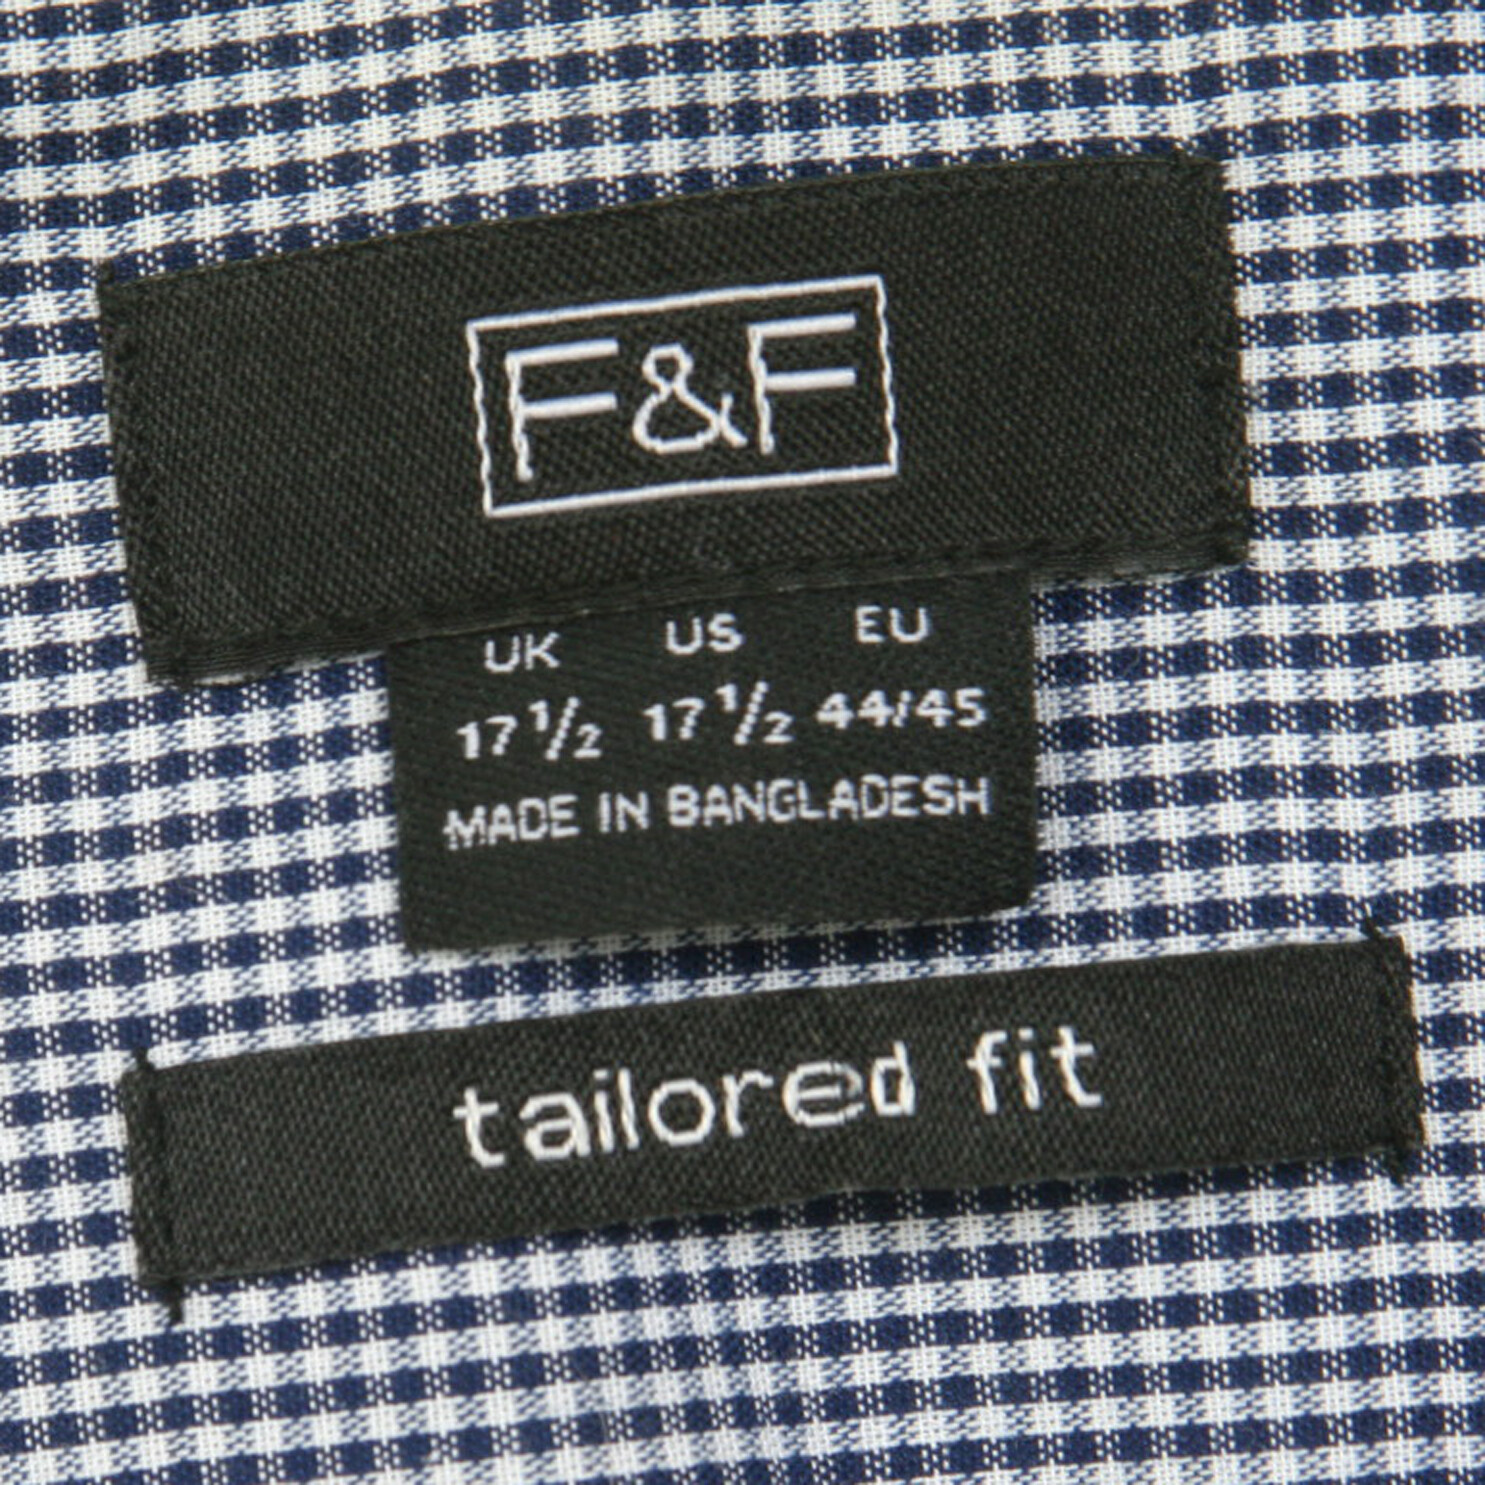 F&F
UK US EU
17 1/2 17 1/2 44/45
MADE IN BANGLADESH
tailored fit